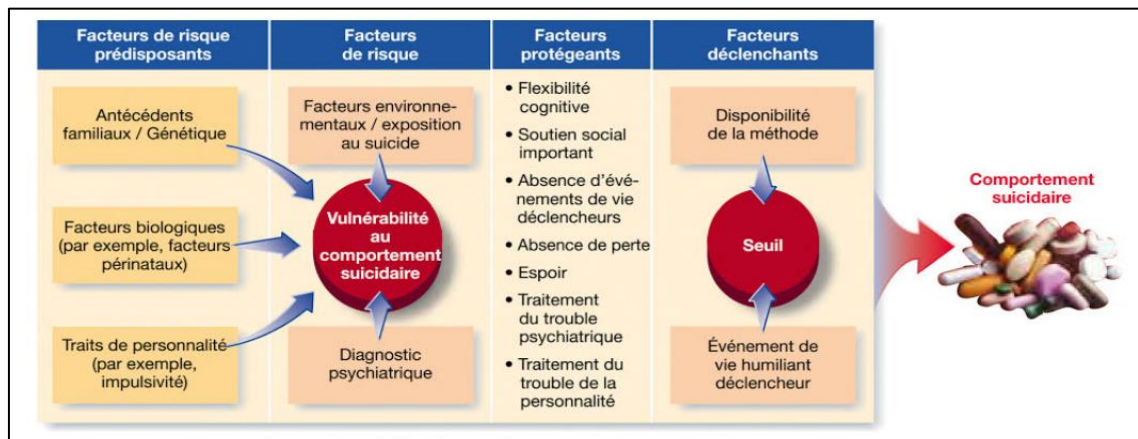 Facteurs de risque
prédisposants
Antécédents
familiaux / Génétique
Facteurs biologiques
(par exemple, facteurs
périnataux)
Traits de personnalité
(par exemple,
impulsivité)
Facteurs
de risque
Facteurs environne-
mentaux / exposition
au suicide
Vulnérabilité
au
comportement
suicidaire
Diagnostic
psychiatrique
Facteurs
protégeants
• Flexibilité
cognitive
• Soutien social
important
• Absence d'évé-
nements de vie
déclencheurs
• Absence de perte
• Espoir
• Traitement
du trouble
psychiatrique
• Traitement du
trouble de la
personnalité
Facteurs
déclenchants
Disponibilité
de la méthode
Seuil
Événement de
vie humiliant
déclencheur
Comportement
suicidaire